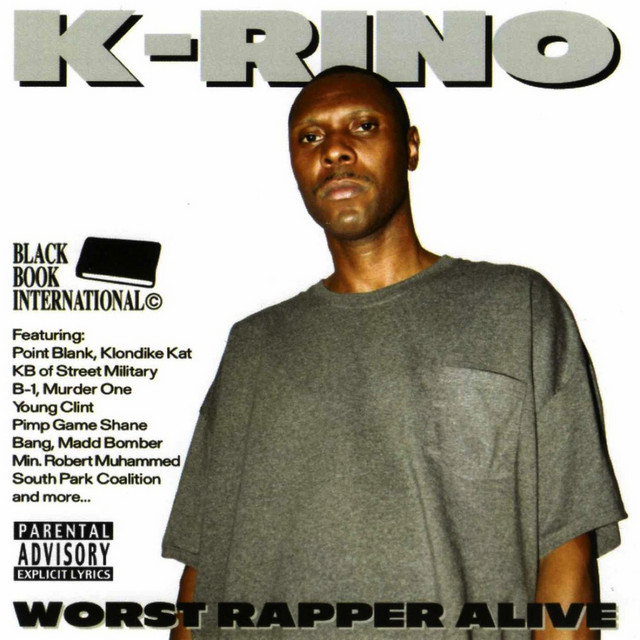 K-RINO
BLACK
BOOK
INTERNATIONAL©
Featuring:
Point Blank, Klondike Kat
KB of Street Military
B-1, Murder One
Young Clint
Pimp Game Shane
Bang, Madd Bomber
Min. Robert Muhammed
South Park Coalition
and more...
PARENTAL
ADVISORY
EXPLICIT LYRICS
WORST RAPPER ALIVE